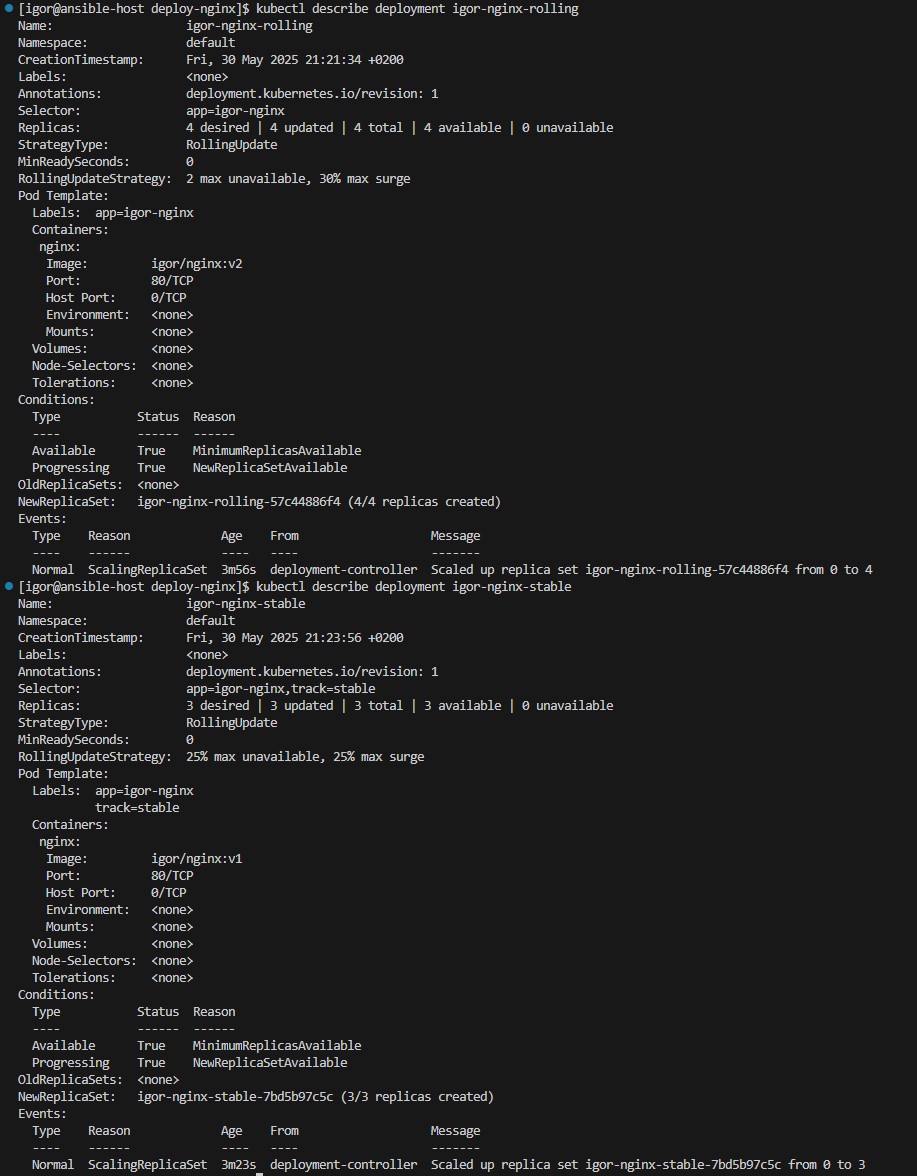 [igor@ansible-host deploy-nginx]$ kubectl describe deployment igor-nginx-rolling
Name:                   igor-nginx-rolling
Namespace:              default
CreationTimestamp:      Fri, 30 May 2025 21:21:34 +0200
Labels:                 <none>
Annotations:            deployment.kubernetes.io/revision: 1
Selector:               app=igor-nginx
Replicas:               4 desired | 4 updated | 4 total | 4 available | 0 unavailable
StrategyType:           RollingUpdate
MinReadySeconds:        0
RollingUpdateStrategy:  2 max unavailable, 30% max surge
Pod Template:
  Labels:  app=igor-nginx
  Containers:
   nginx:
    Image:         igor/nginx:v2
    Port:          80/TCP
    Host Port:     0/TCP
    Environment:   <none>
    Mounts:        <none>
  Volumes:         <none>
  Node-Selectors:  <none>
  Tolerations:     <none>
Conditions:
  Type           Status  Reason
  ----           ------  ------
  Available      True    MinimumReplicasAvailable
  Progressing    True    NewReplicaSetAvailable
OldReplicaSets:  <none>
NewReplicaSet:   igor-nginx-rolling-57c44886f4 (4/4 replicas created)
Events:
  Type    Reason             Age    From                   Message
  ----    ------             ----   ----                   -------
  Normal  ScalingReplicaSet  3m56s  deployment-controller  Scaled up replica set igor-nginx-rolling-57c44886f4 from 0 to 4
[igor@ansible-host deploy-nginx]$ kubectl describe deployment igor-nginx-stable
Name:                   igor-nginx-stable
Namespace:              default
CreationTimestamp:      Fri, 30 May 2025 21:23:56 +0200
Labels:                 <none>
Annotations:            deployment.kubernetes.io/revision: 1
Selector:               app=igor-nginx,track=stable
Replicas:               3 desired | 3 updated | 3 total | 3 available | 0 unavailable
StrategyType:           RollingUpdate
MinReadySeconds:        0
RollingUpdateStrategy:  25% max unavailable, 25% max surge
Pod Template:
  Labels:  app=igor-nginx
           track=stable
  Containers:
   nginx:
    Image:         igor/nginx:v1
    Port:          80/TCP
    Host Port:     0/TCP
    Environment:   <none>
    Mounts:        <none>
  Volumes:         <none>
  Node-Selectors:  <none>
  Tolerations:     <none>
Conditions:
  Type           Status  Reason
  ----           ------  ------
  Available      True    MinimumReplicasAvailable
  Progressing    True    NewReplicaSetAvailable
OldReplicaSets:  <none>
NewReplicaSet:   igor-nginx-stable-7bd5b97c5c (3/3 replicas created)
Events:
  Type    Reason             Age    From                   Message
  ----    ------             ----   ----                   -------
  Normal  ScalingReplicaSet  3m23s  deployment-controller  Scaled up replica set igor-nginx-stable-7bd5b97c5c from 0 to 3